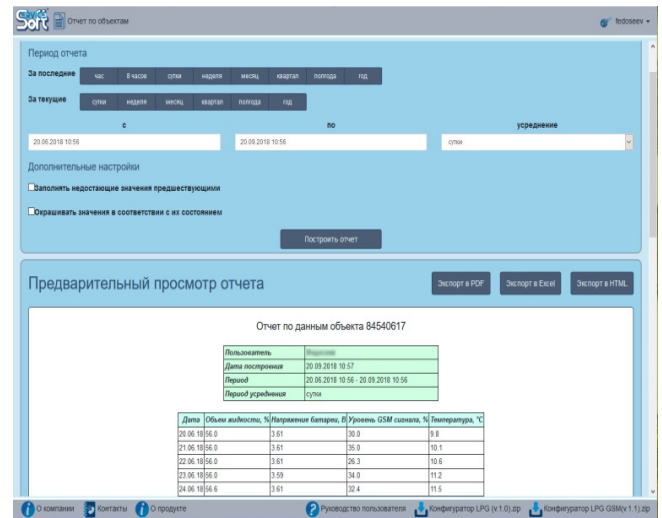 Service Soft Отчет по объектам fedoseev
Период отчета
За последние час 8 часов сутки неделя месяц квартал полгода год
За текущие сутки неделя месяц квартал полгода год
с по усреднение
20.06.2018 10:56 20.09.2018 10:56 сутки
Дополнительные настройки
Заполнять недостающие значения предшествующими
Окрашивать значения в соответствии с их состоянием
Построить отчет
Предварительный просмотр отчета Экспорт в PDF Экспорт в Excel Экспорт в HTML
Отчет по данным объекта 84540617
Пользователь
Дата построения 20.09.2018 10:57
Период 20.06.2018 10:56 - 20.09.2018 10:56
Период усреднения сутки
Дата Объем жидкости, % Напряжение батареи, В Уровень GSM сигнала, % Температура, °C
20.06.18 56.0 3.61 30.0 9.8
21.06.18 56.0 3.61 35.0 10.1
22.06.18 56.0 3.61 26.3 10.6
23.06.18 56.0 3.59 34.0 11.2
24.06.18 56.6 3.61 32.4 11.5
О компании Контакты О продукте Руководство пользователя Конфигуратор LPG (v.1.0).zip Конфигуратор LPG GSM(v.1.1).zip